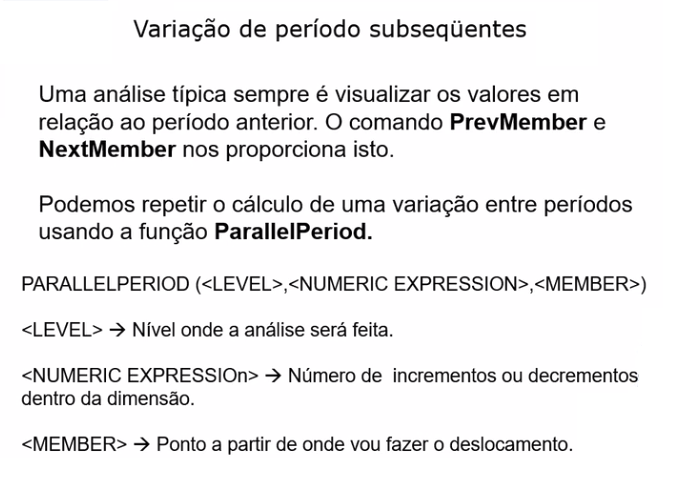 Variação de período subseqüentes
Uma análise típica sempre é visualizar os valores em
relação ao período anterior. O comando PrevMember e
NextMember nos proporciona isto.
Podemos repetir o cálculo de uma variação entre períodos
usando a função ParallelPeriod.
PARALLELPERIOD (<LEVEL>,<NUMERIC EXPRESSION>,<MEMBER>)
<LEVEL> → Nível onde a análise será feita.
<NUMERIC EXPRESSIOn> → Número de  incrementos ou decrementos
dentro da dimensão.
<MEMBER> → Ponto a partir de onde vou fazer o deslocamento.